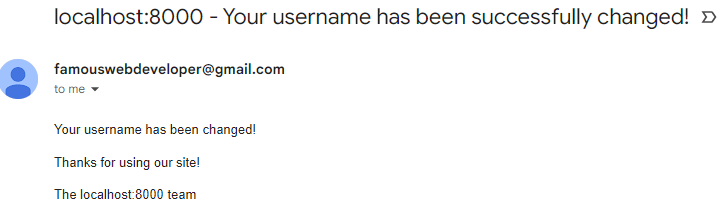 localhost:8000 - Your username has been successfully changed!
famouswebdeveloper@gmail.com
to me
Your username has been changed!
Thanks for using our site!
The localhost:8000 team